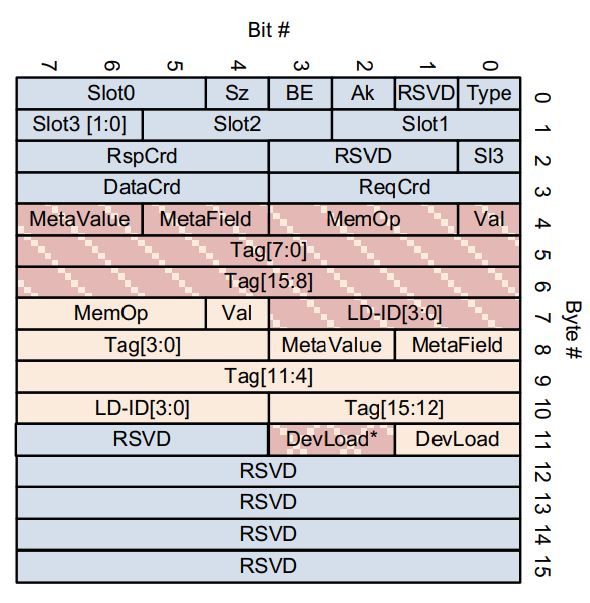 Bit #
7 6 5 4 3 2 1 0
Slot0 Sz BE Ak RSVD Type 0
Slot3 [1:0] Slot2 Slot1 1
RspCrd RSVD Sl3 2
DataCrd ReqCrd 3
MetaValue MetaField MemOp Val 4
Tag[7:0] 5
Tag[15:8] 6
MemOp Val LD-ID[3:0] 7
Tag[3:0] MetaValue MetaField 8
Tag[11:4] 9
LD-ID[3:0] Tag[15:12] 10
RSVD DevLoad* DevLoad 11
RSVD 12
RSVD 13
RSVD 14
RSVD 15
Byte #